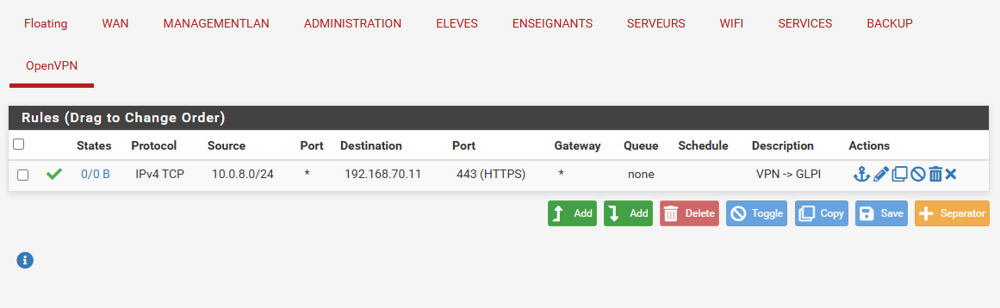 Floating WAN MANAGEMENTLAN ADMINISTRATION ELEVES ENSEIGNANTS SERVEURS WIFI SERVICES BACKUP
OpenVPN
Rules (Drag to Change Order)
States Protocol Source Port Destination Port Gateway Queue Schedule Description Actions
0/0 B IPv4 TCP 10.0.8.0/24 * 192.168.70.11 443 (HTTPS) * none VPN -> GLPI
Add Add Delete Toggle Copy Save Separator